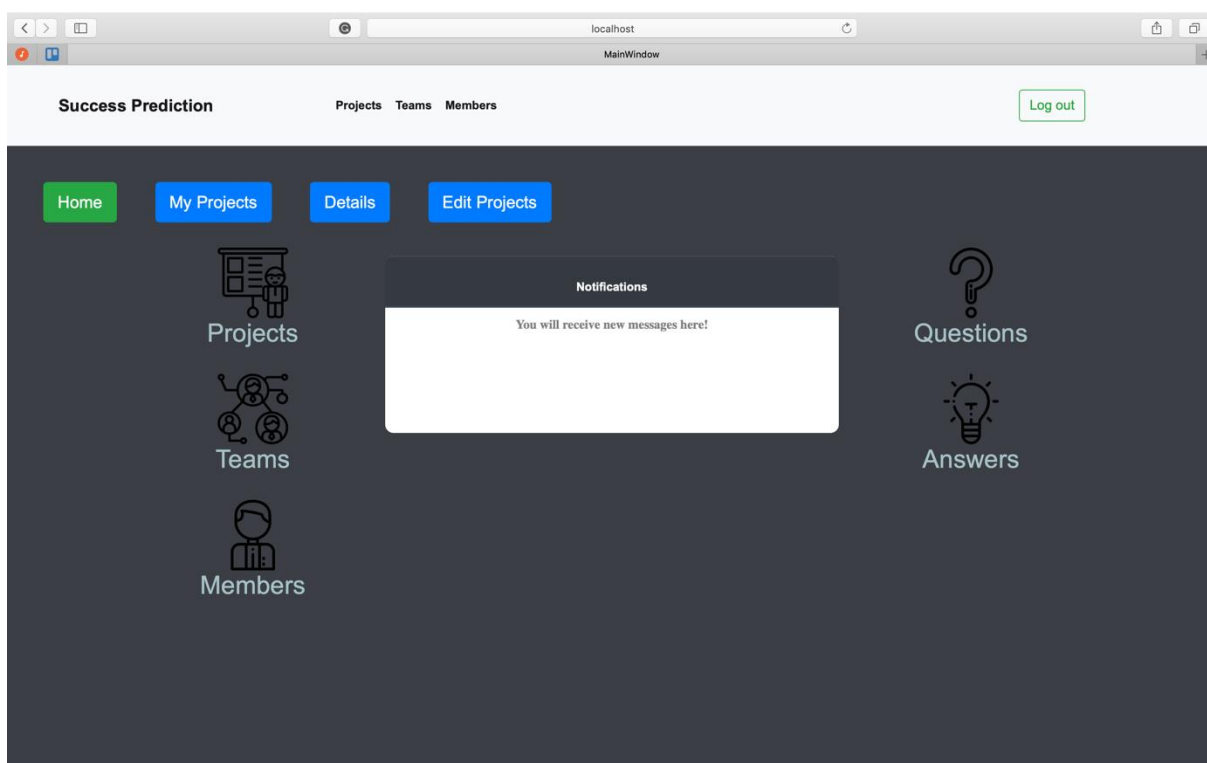 localhost
MainWindow
Success Prediction
Projects Teams Members
Log out
Home
My Projects
Details
Edit Projects
Projects
Teams
Members
Notifications
You will receive new messages here!
Questions
Answers